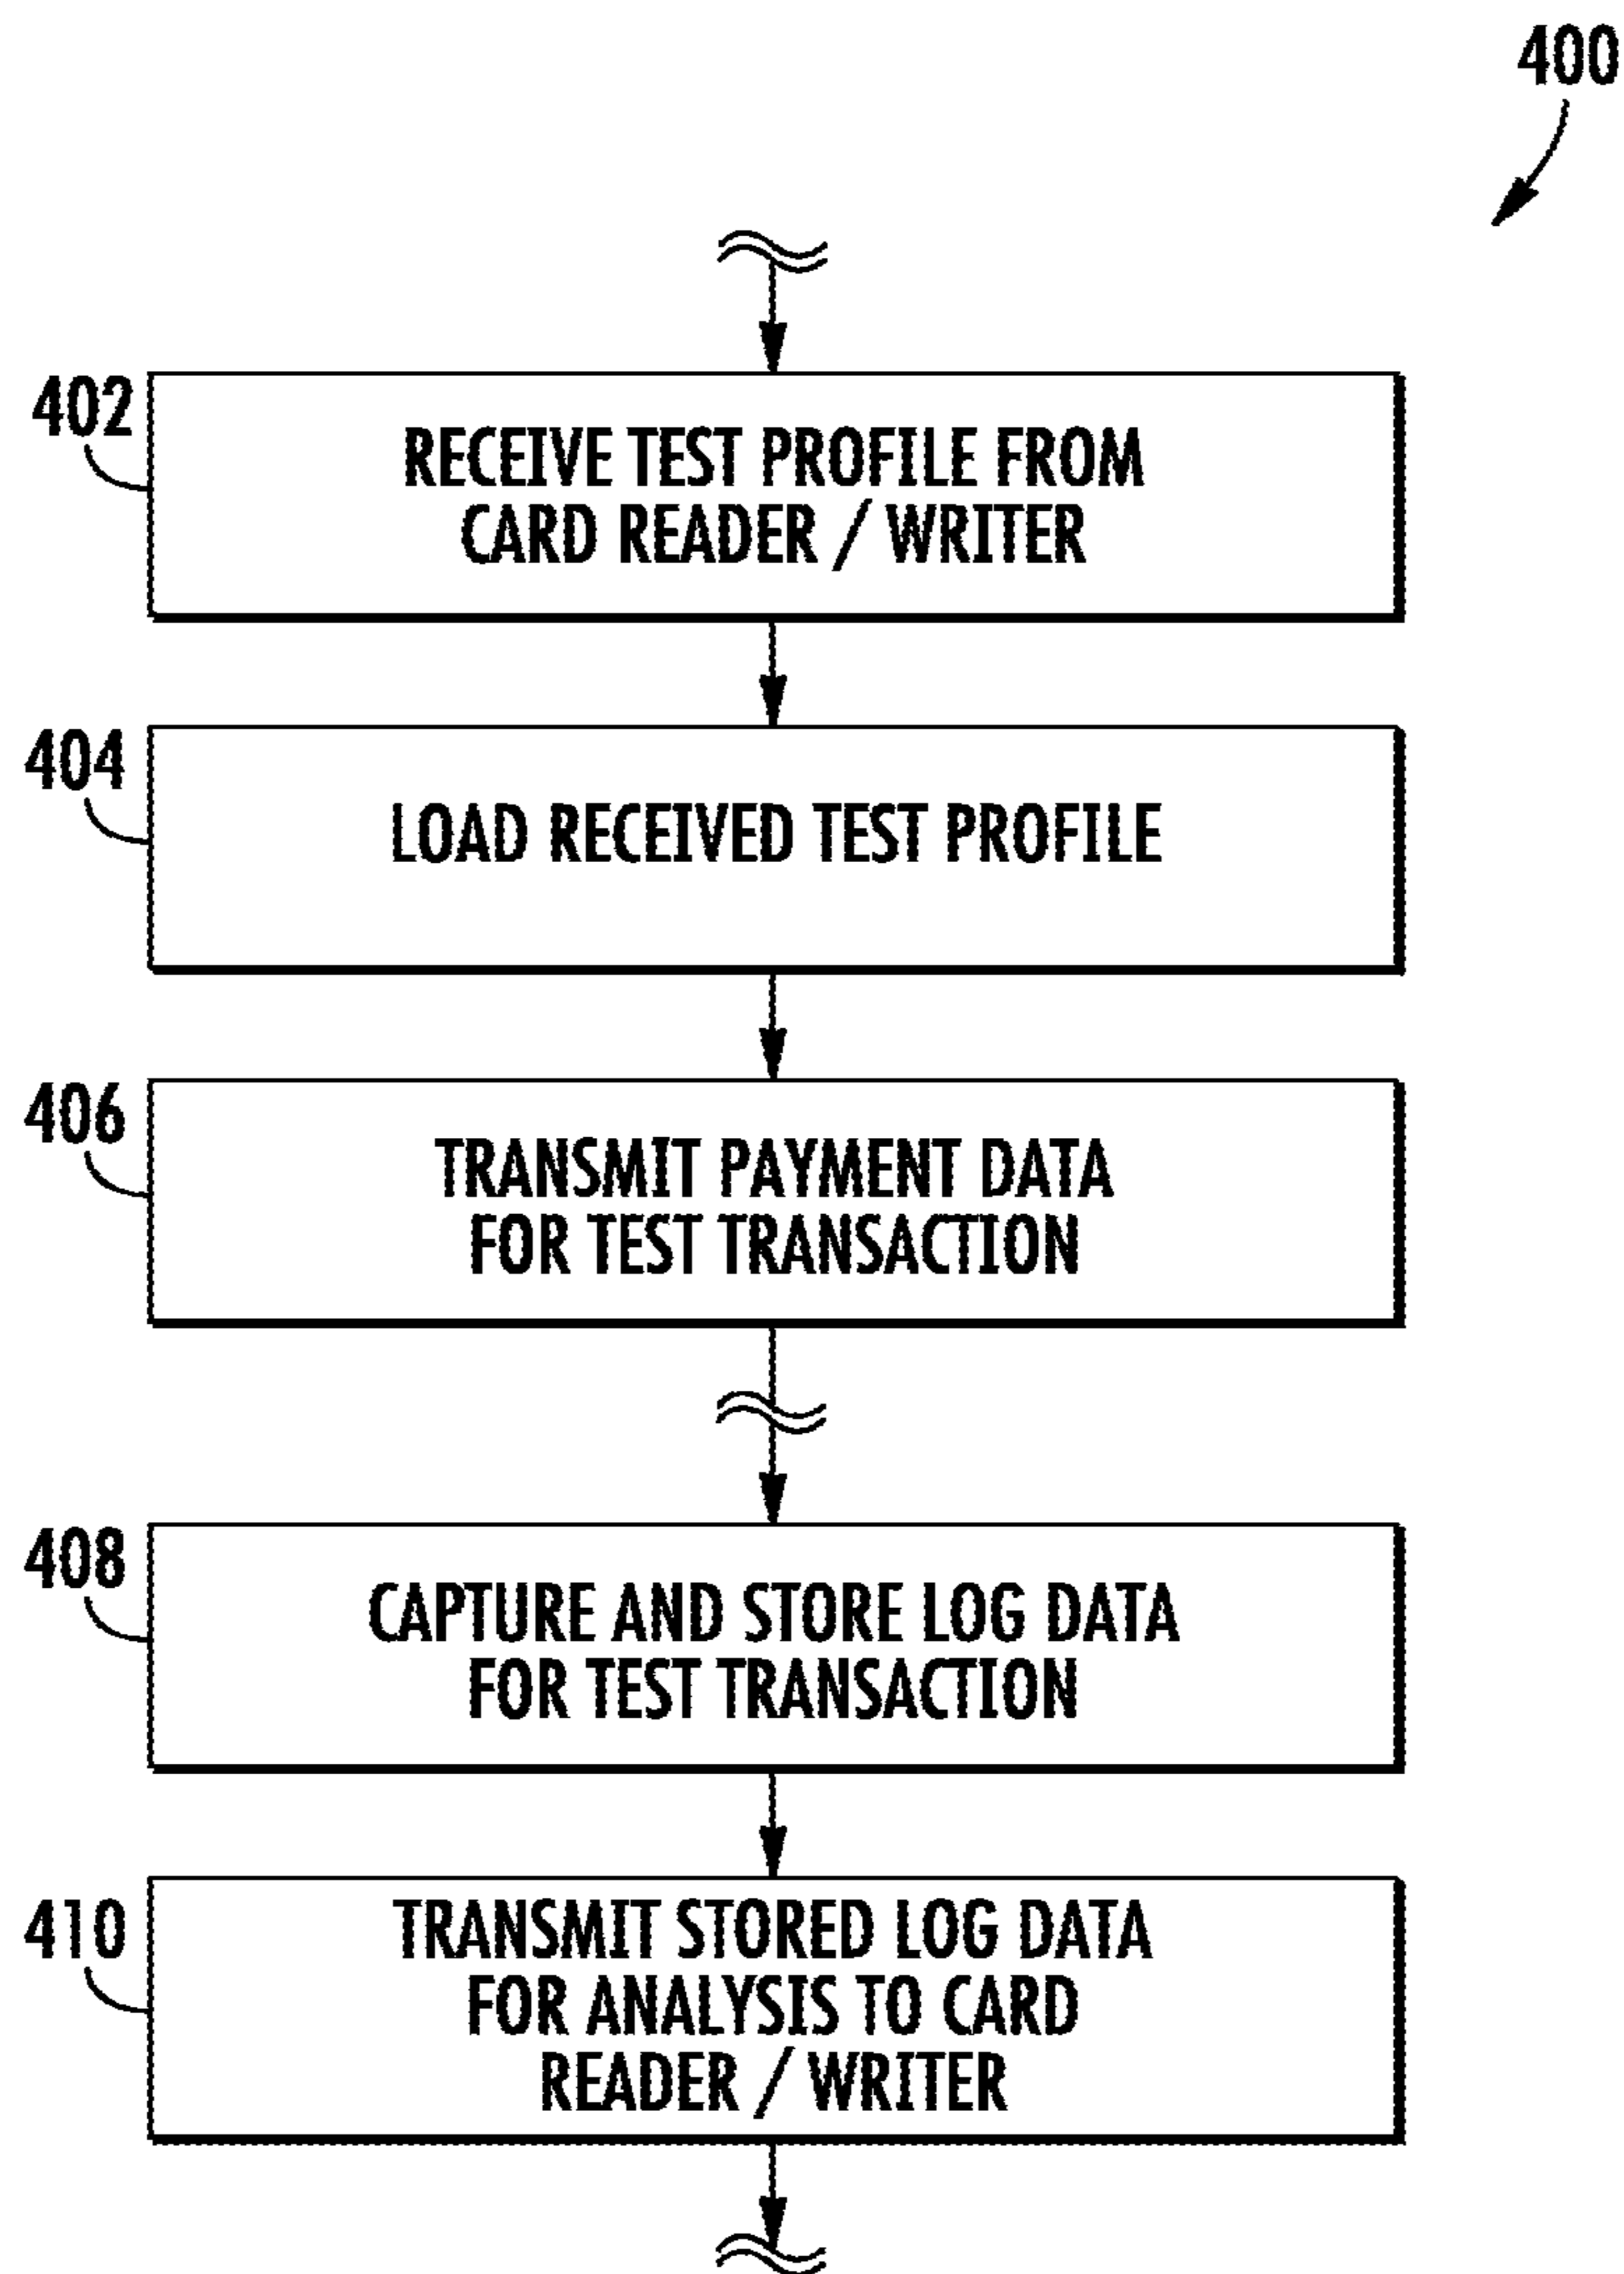 400
402
RECEIVE TEST PROFILE FROM
CARD READER / WRITER
404
LOAD RECEIVED TEST PROFILE
406
TRANSMIT PAYMENT DATA
FOR TEST TRANSACTION
408
CAPTURE AND STORE LOG DATA
FOR TEST TRANSACTION
410
TRANSMIT STORED LOG DATA
FOR ANALYSIS TO CARD
READER / WRITER